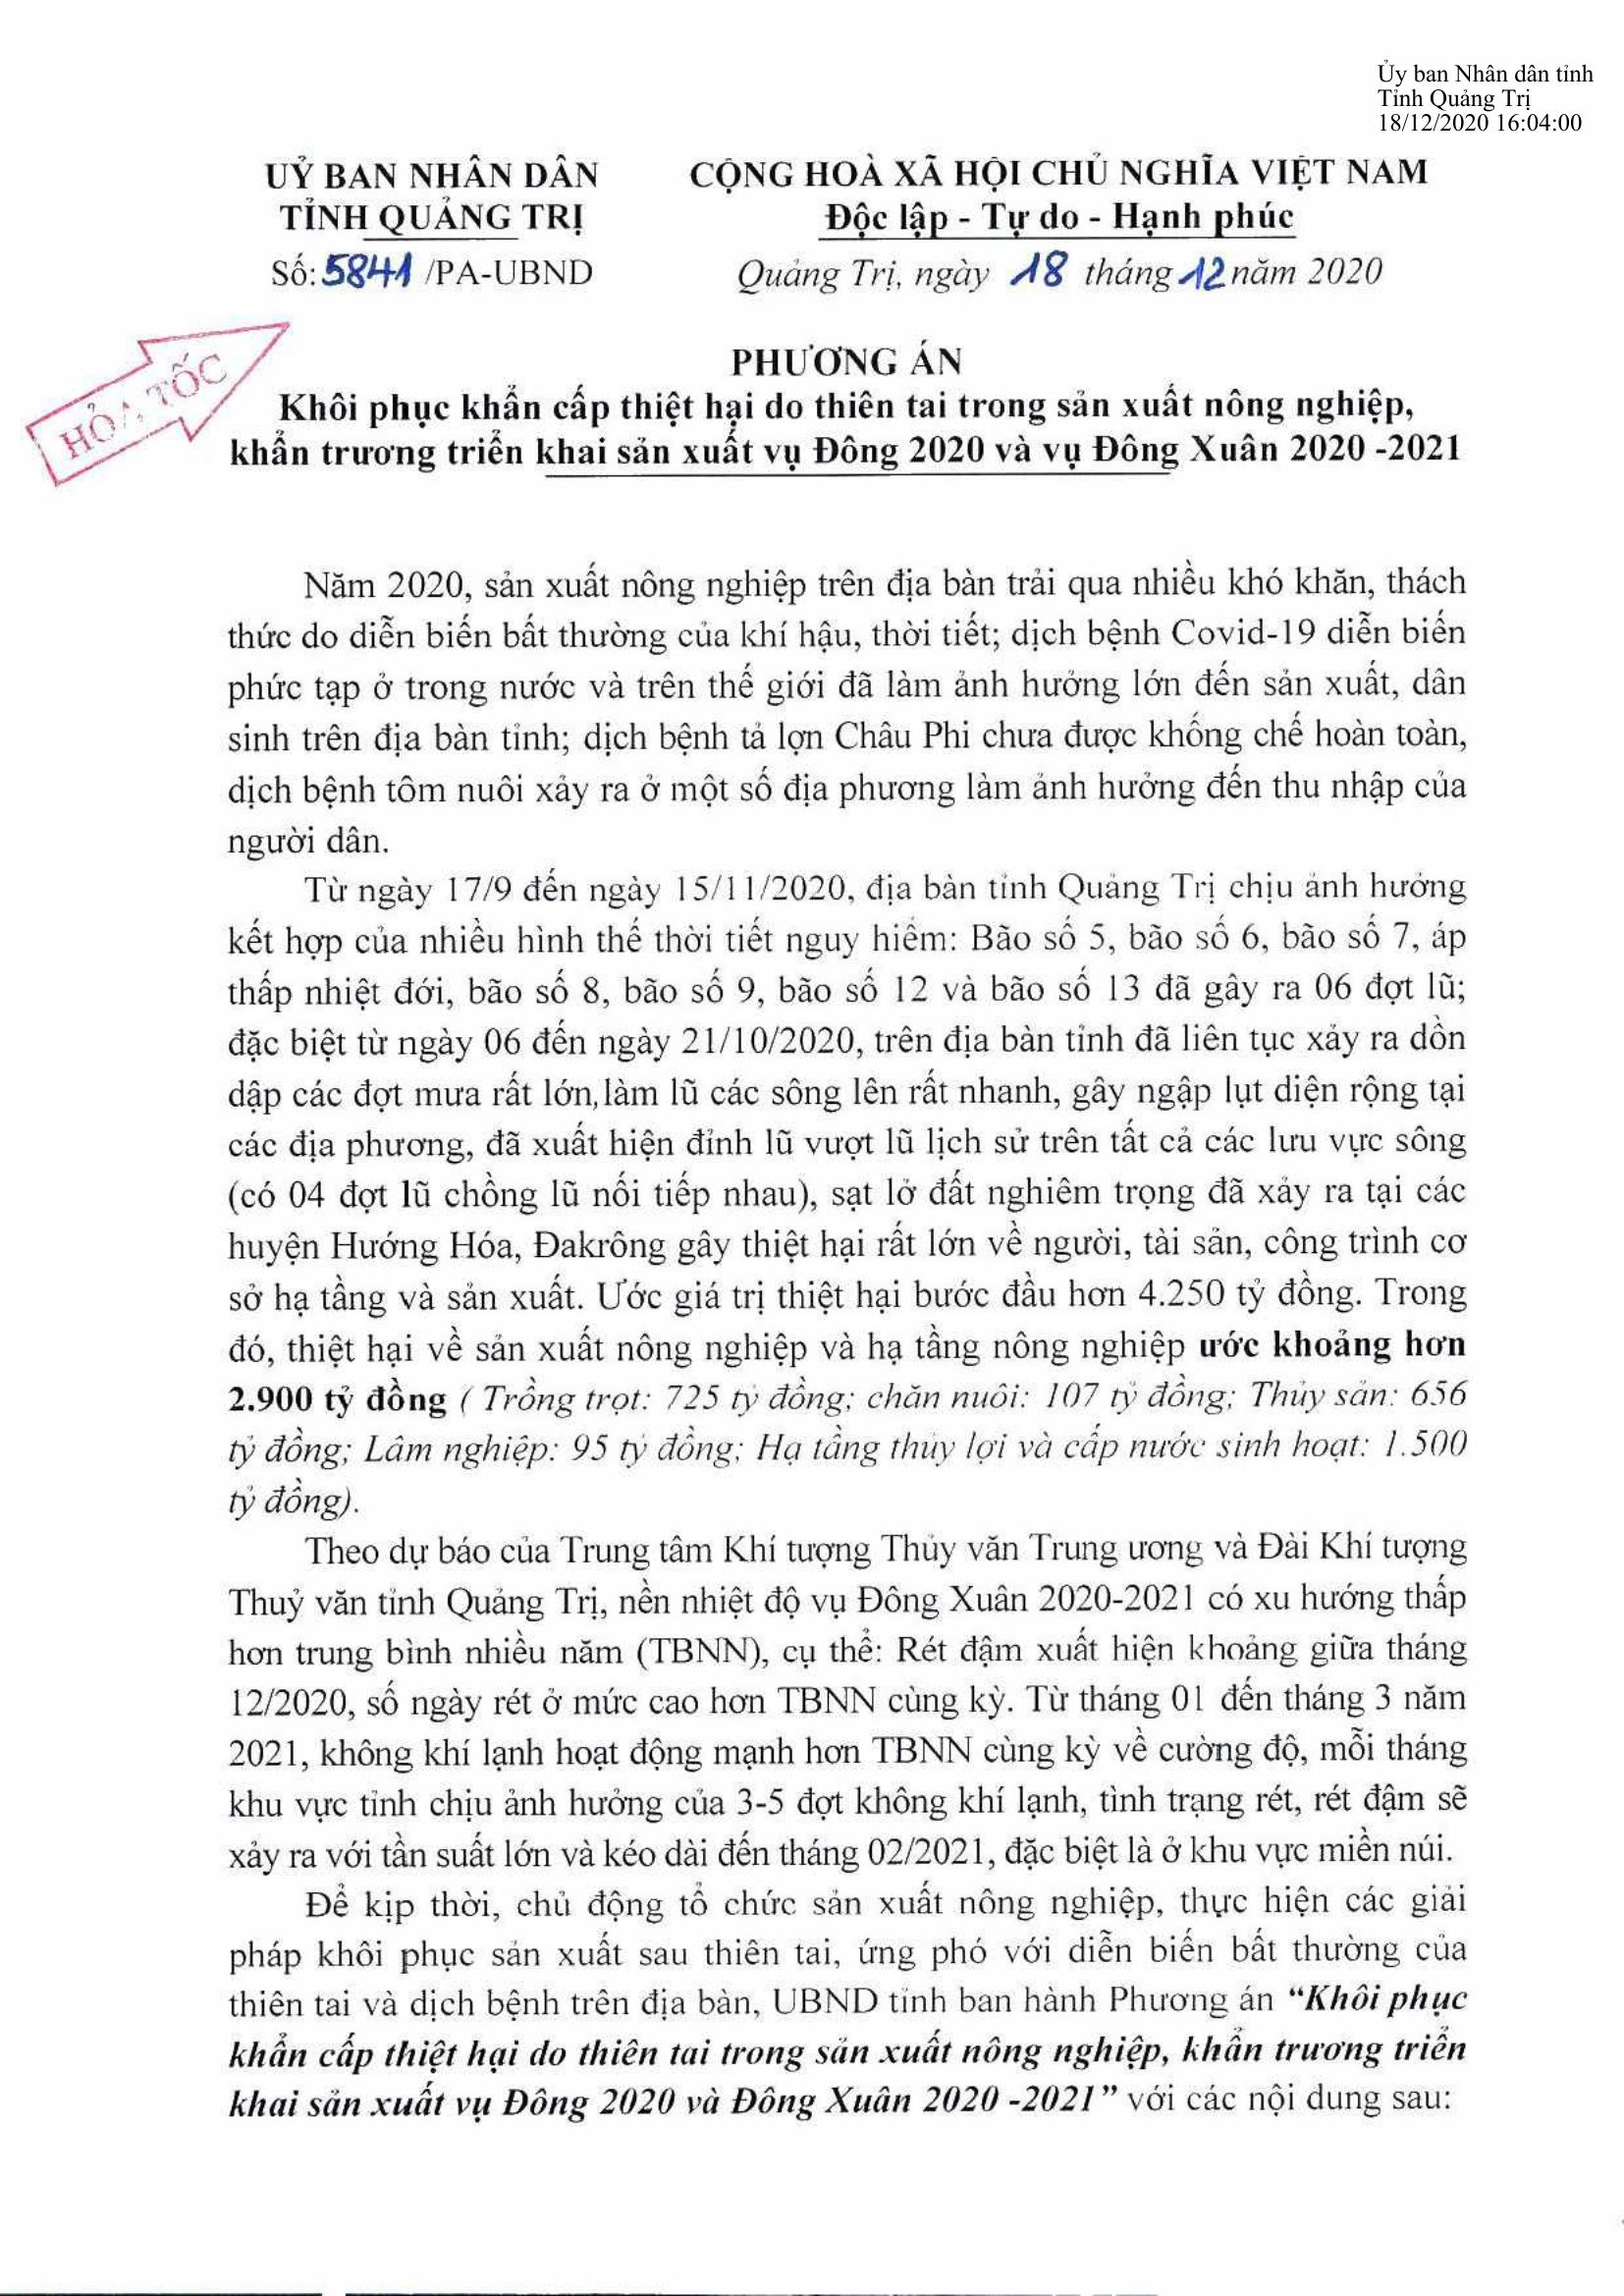 Ủy ban Nhân dân tỉnh
Tỉnh Quảng Trị
18/12/2020 16:04:00
UỶ BAN NHÂN DÂN
TỈNH QUẢNG TRỊ
Số: 5841 /PA-UBND
CỘNG HOÀ XÃ HỘI CHỦ NGHĨA VIỆT NAM
Độc lập - Tự do - Hạnh phúc
Quảng Trị, ngày 18 tháng 12 năm 2020
HỎA TỐC
PHƯƠNG ÁN
Khôi phục khẩn cấp thiệt hại do thiên tai trong sản xuất nông nghiệp,
khẩn trương triển khai sản xuất vụ Đông 2020 và vụ Đông Xuân 2020 -2021
Năm 2020, sản xuất nông nghiệp trên địa bàn trải qua nhiều khó khăn, thách
thức do diễn biến bất thường của khí hậu, thời tiết; dịch bệnh Covid-19 diễn biến
phức tạp ở trong nước và trên thế giới đã làm ảnh hưởng lớn đến sản xuất, dân
sinh trên địa bàn tỉnh; dịch bệnh tả lợn Châu Phi chưa được khống chế hoàn toàn,
dịch bệnh tôm nuôi xảy ra ở một số địa phương làm ảnh hưởng đến thu nhập của
người dân.
Từ ngày 17/9 đến ngày 15/11/2020, địa bàn tỉnh Quảng Trị chịu ảnh hưởng
kết hợp của nhiều hình thế thời tiết nguy hiểm: Bão số 5, bão số 6, bão số 7, áp
thấp nhiệt đới, bão số 8, bão số 9, bão số 12 và bão số 13 đã gây ra 06 đợt lũ;
đặc biệt từ ngày 06 đến ngày 21/10/2020, trên địa bàn tỉnh đã liên tục xảy ra dồn
dập các đợt mưa rất lớn,làm lũ các sông lên rất nhanh, gây ngập lụt diện rộng tại
các địa phương, đã xuất hiện đỉnh lũ vượt lũ lịch sử trên tất cả các lưu vực sông
(có 04 đợt lũ chồng lũ nối tiếp nhau), sạt lở đất nghiêm trọng đã xảy ra tại các
huyện Hướng Hóa, Đakrông gây thiệt hại rất lớn về người, tài sản, công trình cơ
sở hạ tầng và sản xuất. Ước giá trị thiệt hại bước đầu hơn 4.250 tỷ đồng. Trong
đó, thiệt hại về sản xuất nông nghiệp và hạ tầng nông nghiệp ước khoảng hơn
2.900 tỷ đồng ( Trồng trọt: 725 tỷ đồng; chăn nuôi: 107 tỷ đồng; Thủy sản: 656
tỷ đồng; Lâm nghiệp: 95 tỷ đồng; Hạ tầng thủy lợi và cấp nước sinh hoạt: 1.500
tỷ đồng).
Theo dự báo của Trung tâm Khí tượng Thủy văn Trung ương và Đài Khí tượng
Thuỷ văn tỉnh Quảng Trị, nền nhiệt độ vụ Đông Xuân 2020-2021 có xu hướng thấp
hơn trung bình nhiều năm (TBNN), cụ thể: Rét đậm xuất hiện khoảng giữa tháng
12/2020, số ngày rét ở mức cao hơn TBNN cùng kỳ. Từ tháng 01 đến tháng 3 năm
2021, không khí lạnh hoạt động mạnh hơn TBNN cùng kỳ về cường độ, mỗi tháng
khu vực tỉnh chịu ảnh hưởng của 3-5 đợt không khí lạnh, tình trạng rét, rét đậm sẽ
xảy ra với tần suất lớn và kéo dài đến tháng 02/2021, đặc biệt là ở khu vực miền núi.
Để kịp thời, chủ động tổ chức sản xuất nông nghiệp, thực hiện các giải
pháp khôi phục sản xuất sau thiên tai, ứng phó với diễn biến bất thường của
thiên tai và dịch bệnh trên địa bàn, UBND tỉnh ban hành Phương án “Khôi phục
khẩn cấp thiệt hại do thiên tai trong sản xuất nông nghiệp, khẩn trương triển
khai sản xuất vụ Đông 2020 và Đông Xuân 2020 -2021” với các nội dung sau: